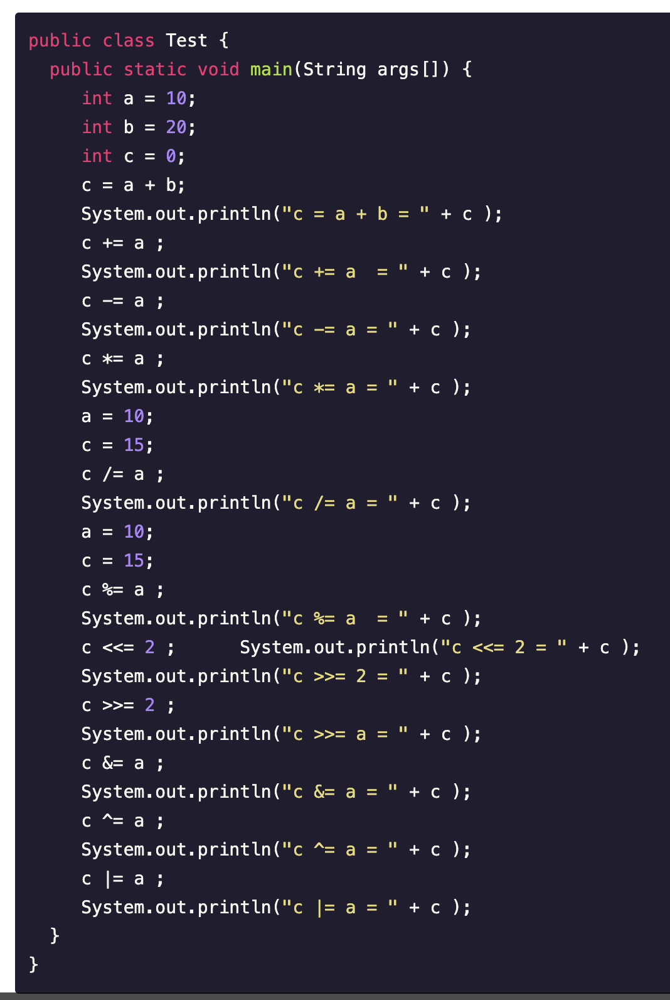 public class Test {
  public static void main(String args[]) {
     int a = 10;
     int b = 20;
     int c = 0;
     c = a + b;
     System.out.println("c = a + b = " + c );
     c += a ;
     System.out.println("c += a  = " + c );
     c -= a ;
     System.out.println("c -= a = " + c );
     c *= a ;
     System.out.println("c *= a = " + c );
     a = 10;
     c = 15;
     c /= a ;
     System.out.println("c /= a = " + c );
     a = 10;
     c = 15;
     c %= a ;
     System.out.println("c %= a  = " + c );
     c <<= 2 ;      System.out.println("c <<= 2 = " + c );
     System.out.println("c >>= 2 = " + c );
     c >>= 2 ;
     System.out.println("c >>= a = " + c );
     c &= a ;
     System.out.println("c &= a = " + c );
     c ^= a ;
     System.out.println("c ^= a = " + c );
     c |= a ;
     System.out.println("c |= a = " + c );
  }
}